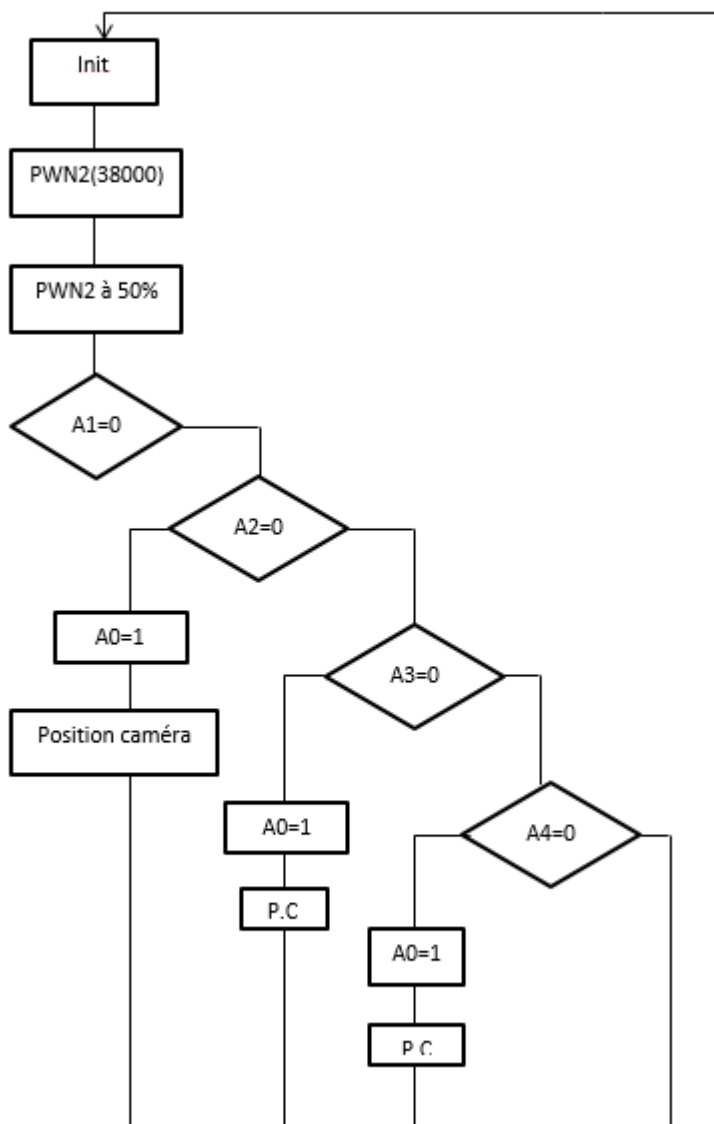 Init
PWN2(38000)
PWN2 à 50%
A1=0
A2=0
A0=1
Position caméra
A3=0
A0=1
P.C
A4=0
A0=1
P.C